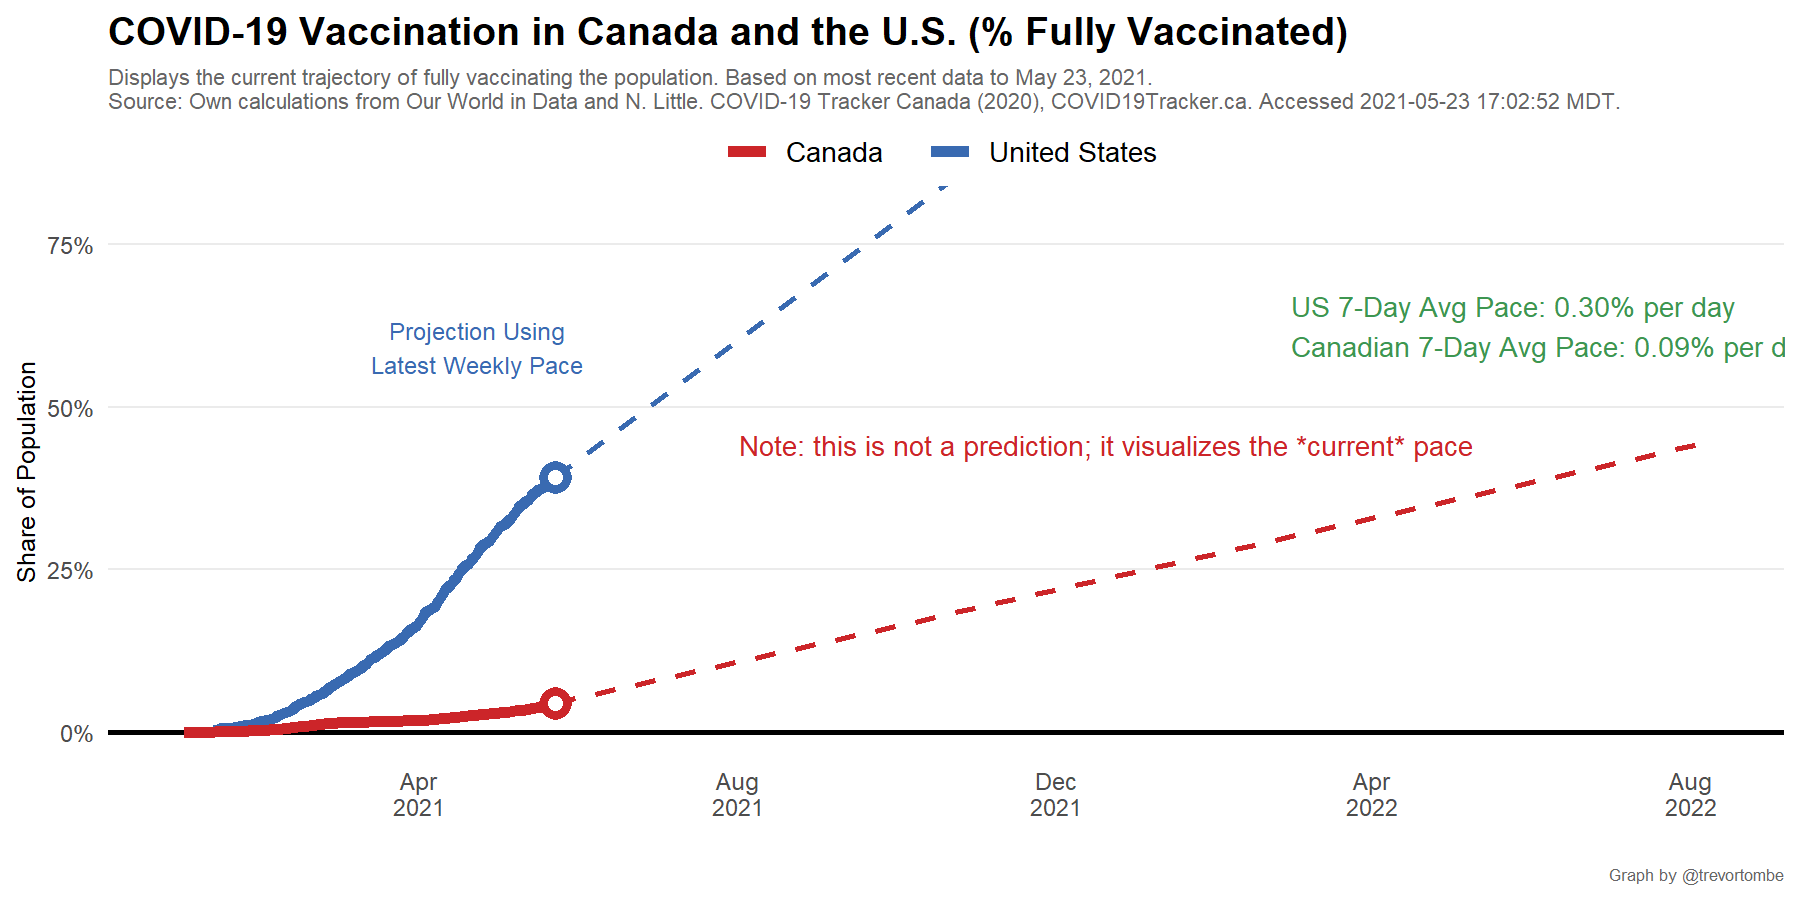 COVID-19 Vaccination in Canada and the U.S. (% Fully Vaccinated)
Displays the current trajectory of fully vaccinating the population. Based on most recent data to May 23, 2021.
Source: Own calculations from Our World in Data and N. Little. COVID-19 Tracker Canada (2020), COVID19Tracker.ca. Accessed 2021-05-23 17:02:52 MDT.
Canada
United States
75%
50%
25%
0%
Share of Population
Projection Using
Latest Weekly Pace
US 7-Day Avg Pace: 0.30% per day
Canadian 7-Day Avg Pace: 0.09% per d
Note: this is not a prediction; it visualizes the *current* pace
Apr
2021
Aug
2021
Dec
2021
Apr
2022
Aug
2022
Graph by @trevortombe